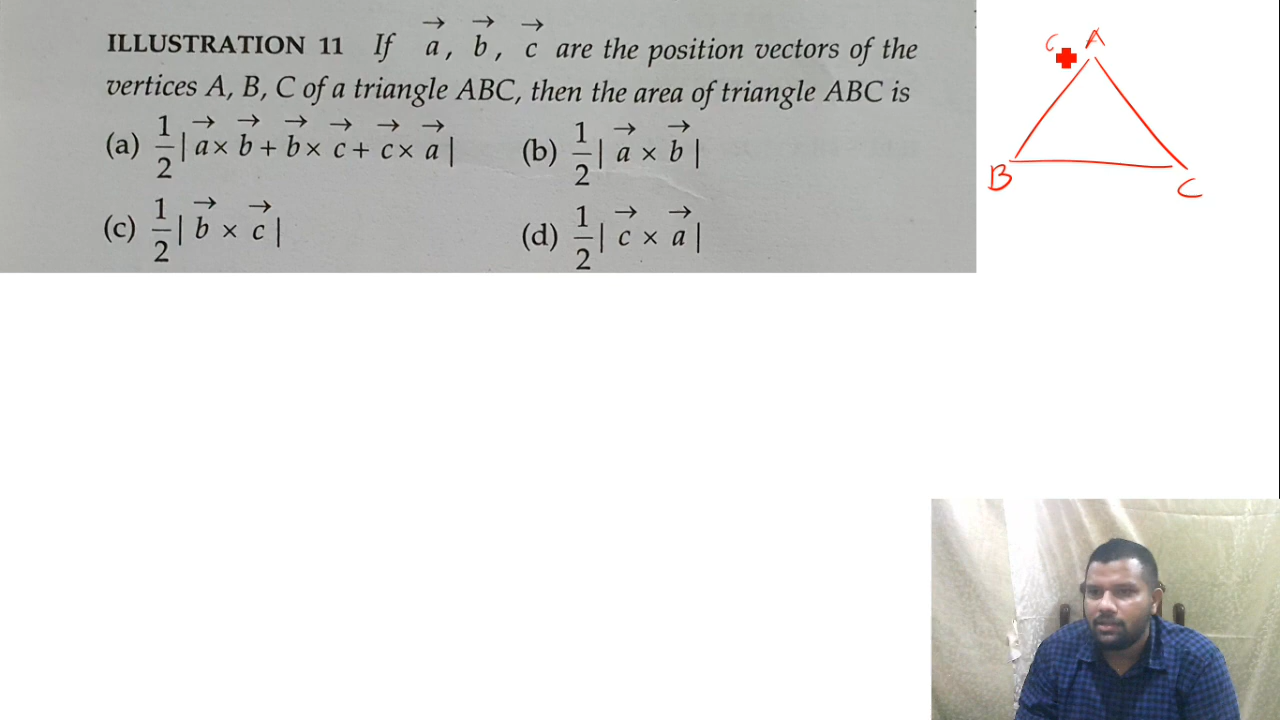 ILLUSTRATION 11 If →a, →b, →c are the position vectors of the
vertices A, B, C of a triangle ABC, then the area of triangle ABC is
(a) 1/2 | →a × →b + →b × →c + →c × →a | (b) 1/2 | →a × →b |
(c) 1/2 | →b × →c | (d) 1/2 | →c × →a |
A
B
C